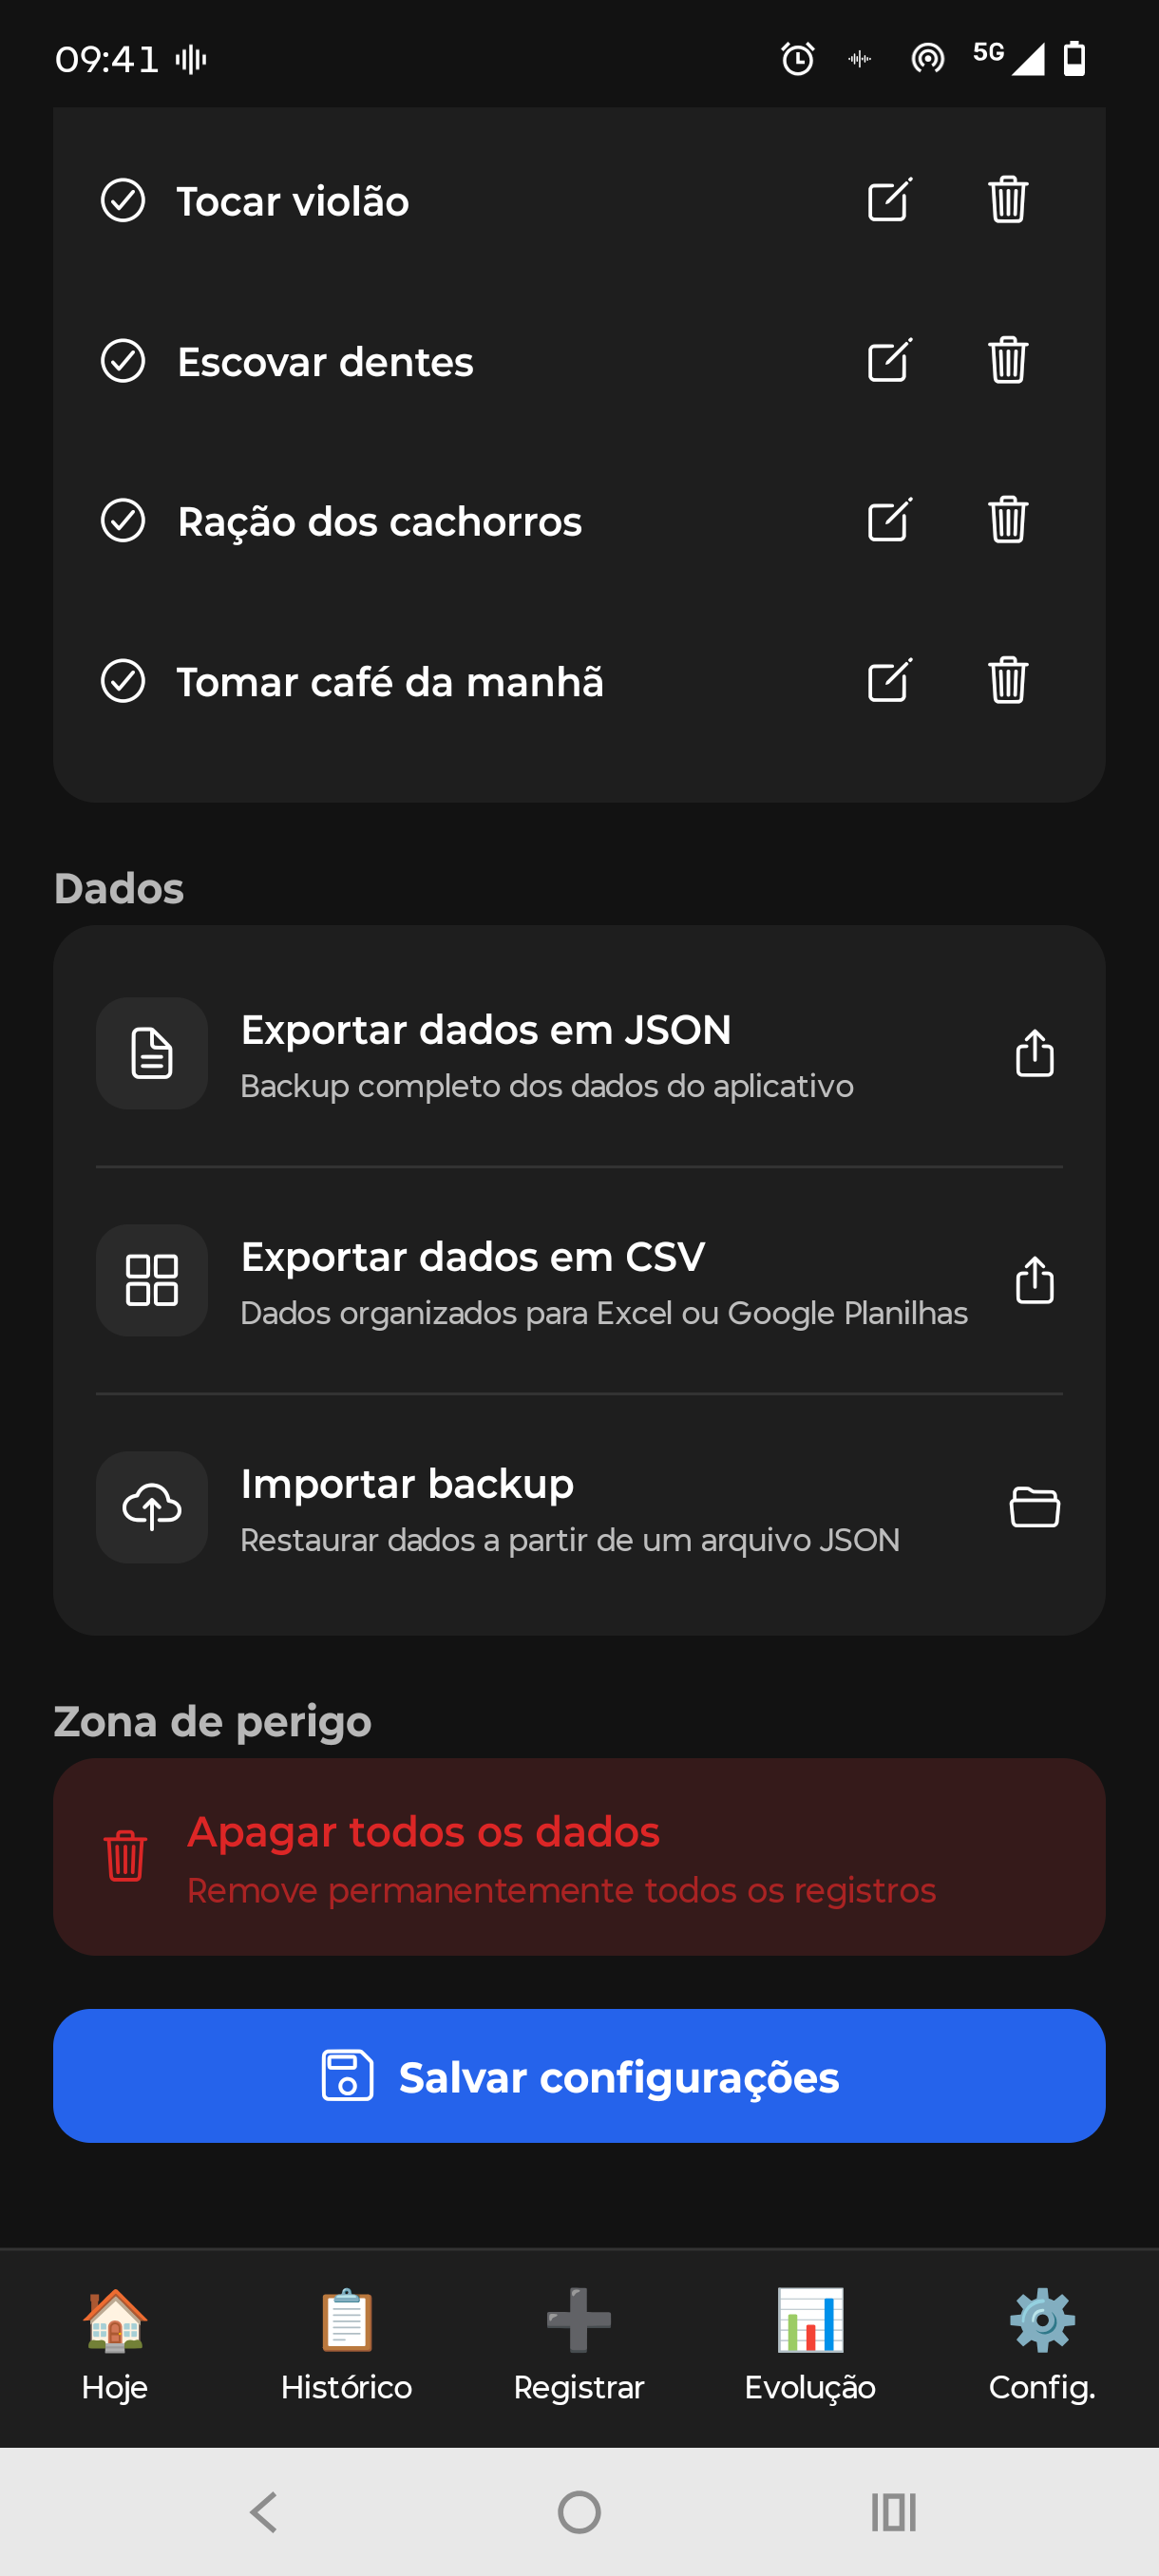 09:41
5G
Tocar violão
Escovar dentes
Ração dos cachorros
Tomar café da manhã
Dados
Exportar dados em JSON
Backup completo dos dados do aplicativo
Exportar dados em CSV
Dados organizados para Excel ou Google Planilhas
Importar backup
Restaurar dados a partir de um arquivo JSON
Zona de perigo
Apagar todos os dados
Remove permanentemente todos os registros
Salvar configurações
Hoje
Histórico
Registrar
Evolução
Config.